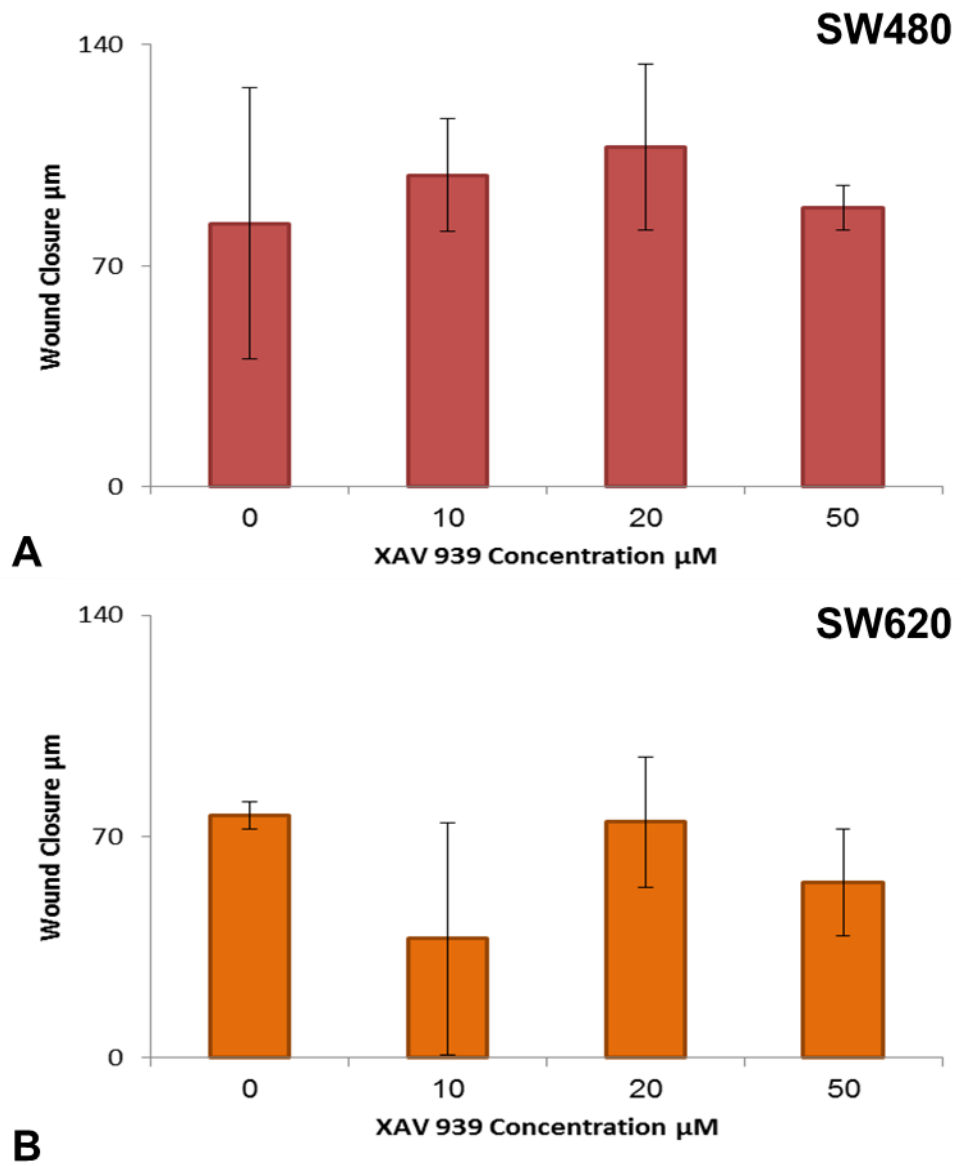 SW480
140
70
0
Wound Closure µm
0 10 20 50
XAV 939 Concentration µM
A
SW620
140
70
0
Wound Closure µm
0 10 20 50
XAV 939 Concentration µM
B